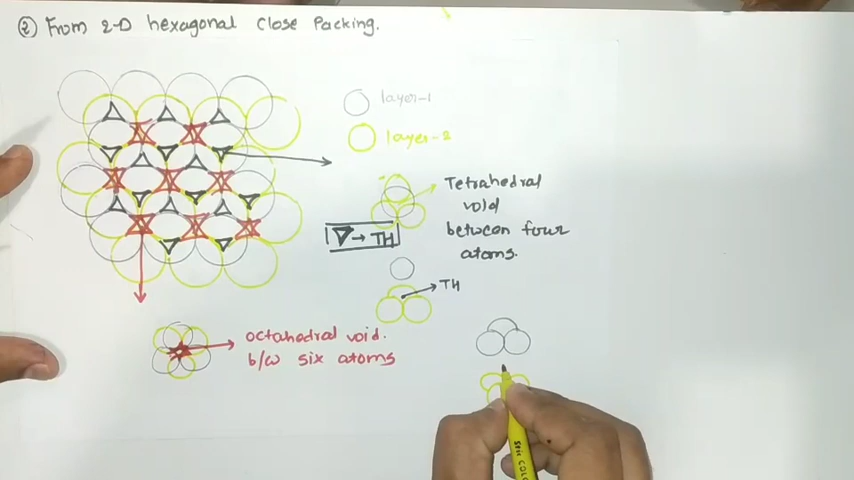 ② From 2-D hexagonal Close Packing.
layer-1
layer-2
Tetrahedral
void
between four
atoms.
▽→ TH
TH
octahedral void.
b/w six atoms